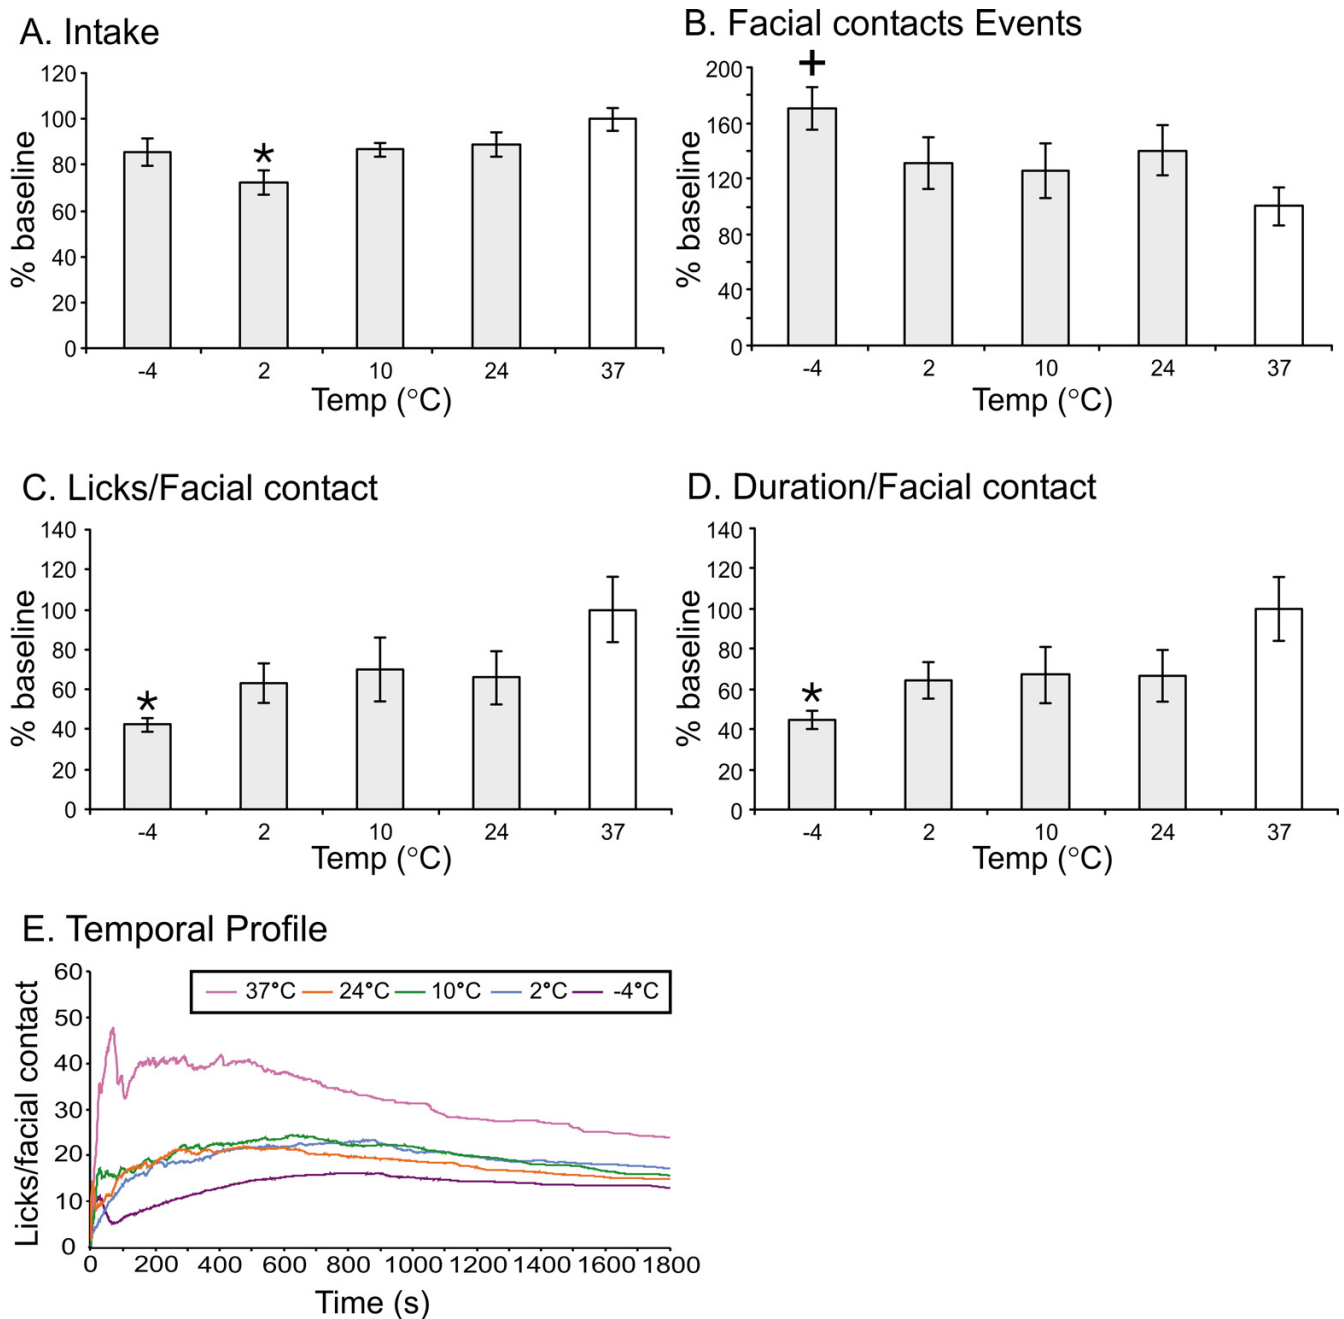 A. Intake
120
100
80
60
40
20
0
% baseline
*
-4 2 10 24 37
Temp (°C)
B. Facial contacts Events
200
160
120
80
40
0
% baseline
+
-4 2 10 24 37
Temp (°C)
C. Licks/Facial contact
140
120
100
80
60
40
20
0
% baseline
*
-4 2 10 24 37
Temp (°C)
D. Duration/Facial contact
140
120
100
80
60
40
20
0
% baseline
*
-4 2 10 24 37
Temp (°C)
E. Temporal Profile
60
50
40
30
20
10
0
Licks/facial contact
37°C 24°C 10°C 2°C -4°C
0 200 400 600 800 1000 1200 1400 1600 1800
Time (s)